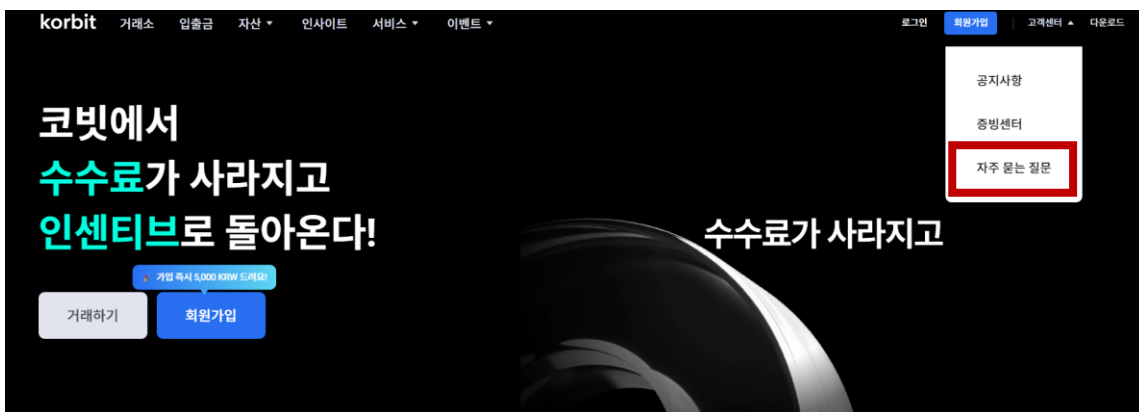 korbit 거래소 입출금 자산 ▼ 인사이트 서비스 ▼ 이벤트 ▼ 로그인 회원가입 고객센터 ▲ 다운로드
공지사항
증빙센터
자주 묻는 질문
코빗에서
수수료가 사라지고
인센티브로 돌아온다!
수수료가 사라지고
🎉 가입 즉시 5,000 KRW 드려요!
거래하기 회원가입